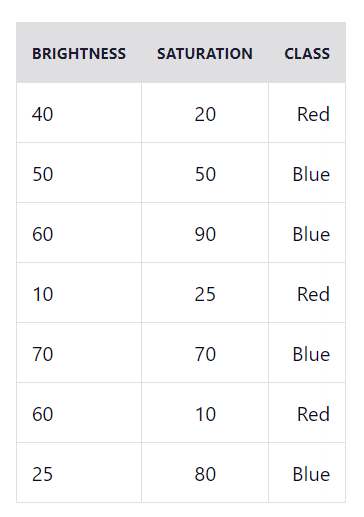 BRIGHTNESS SATURATION CLASS
40 20 Red
50 50 Blue
60 90 Blue
10 25 Red
70 70 Blue
60 10 Red
25 80 Blue